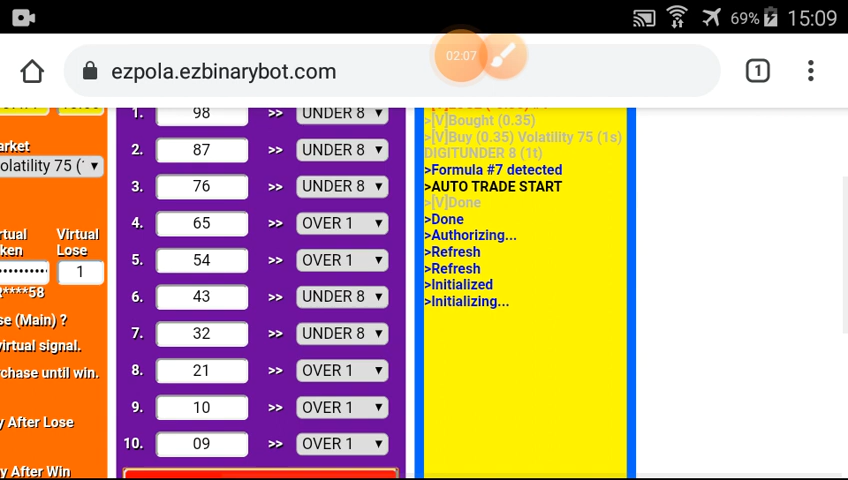 69% 15:09
02:07
ezpola.ezbinarybot.com
1
1. 98 >> UNDER 8
2. 87 >> UNDER 8
3. 76 >> UNDER 8
4. 65 >> OVER 1
5. 54 >> OVER 1
6. 43 >> UNDER 8
7. 32 >> UNDER 8
8. 21 >> OVER 1
9. 10 >> OVER 1
10. 09 >> OVER 1
arket
olatility 75 (
rtual
ken
Virtual
Lose
1
****58
se (Main) ?
virtual signal.
chase until win.
y After Lose
y After Win
>[V]Bought (0.35)
>[V]Buy (0.35) Volatility 75 (1s)
DIGITUNDER 8 (1t)
>Formula #7 detected
>AUTO TRADE START
>[V]Done
>Done
>Authorizing...
>Refresh
>Refresh
>Initialized
>Initializing...